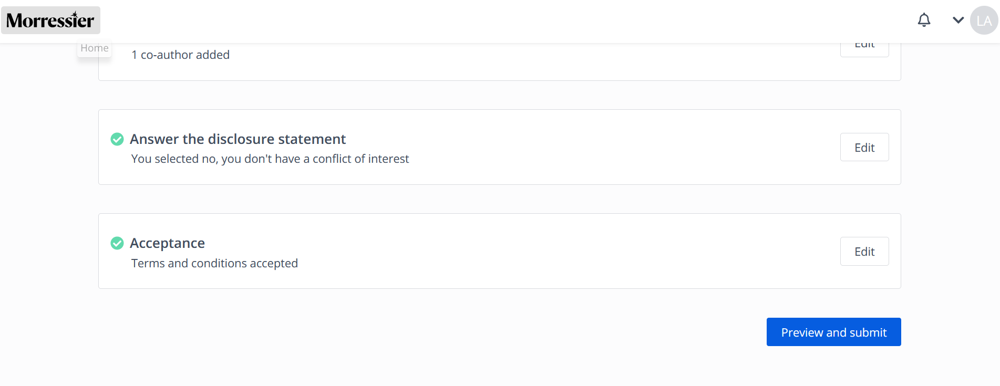 Morressier
LA
Home
1 co-author added
Edit
Answer the disclosure statement
You selected no, you don't have a conflict of interest
Edit
Acceptance
Terms and conditions accepted
Edit
Preview and submit